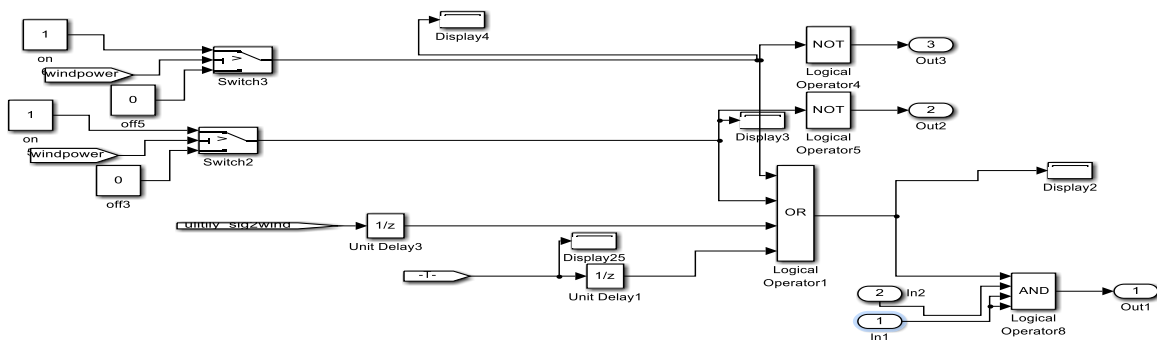 1
on
windpower
0
off5
>
Switch3
Display4
NOT
Logical
Operator4
3
Out3
1
on
windpower
0
off3
>
Switch2
Display3
NOT
Logical
Operator5
2
Out2
1/z
Unit Delay3
-T-
Display25
1/z
Unit Delay1
OR
Logical
Operator1
Display2
2
In2
1
In1
AND
Logical
Operator8
1
Out1